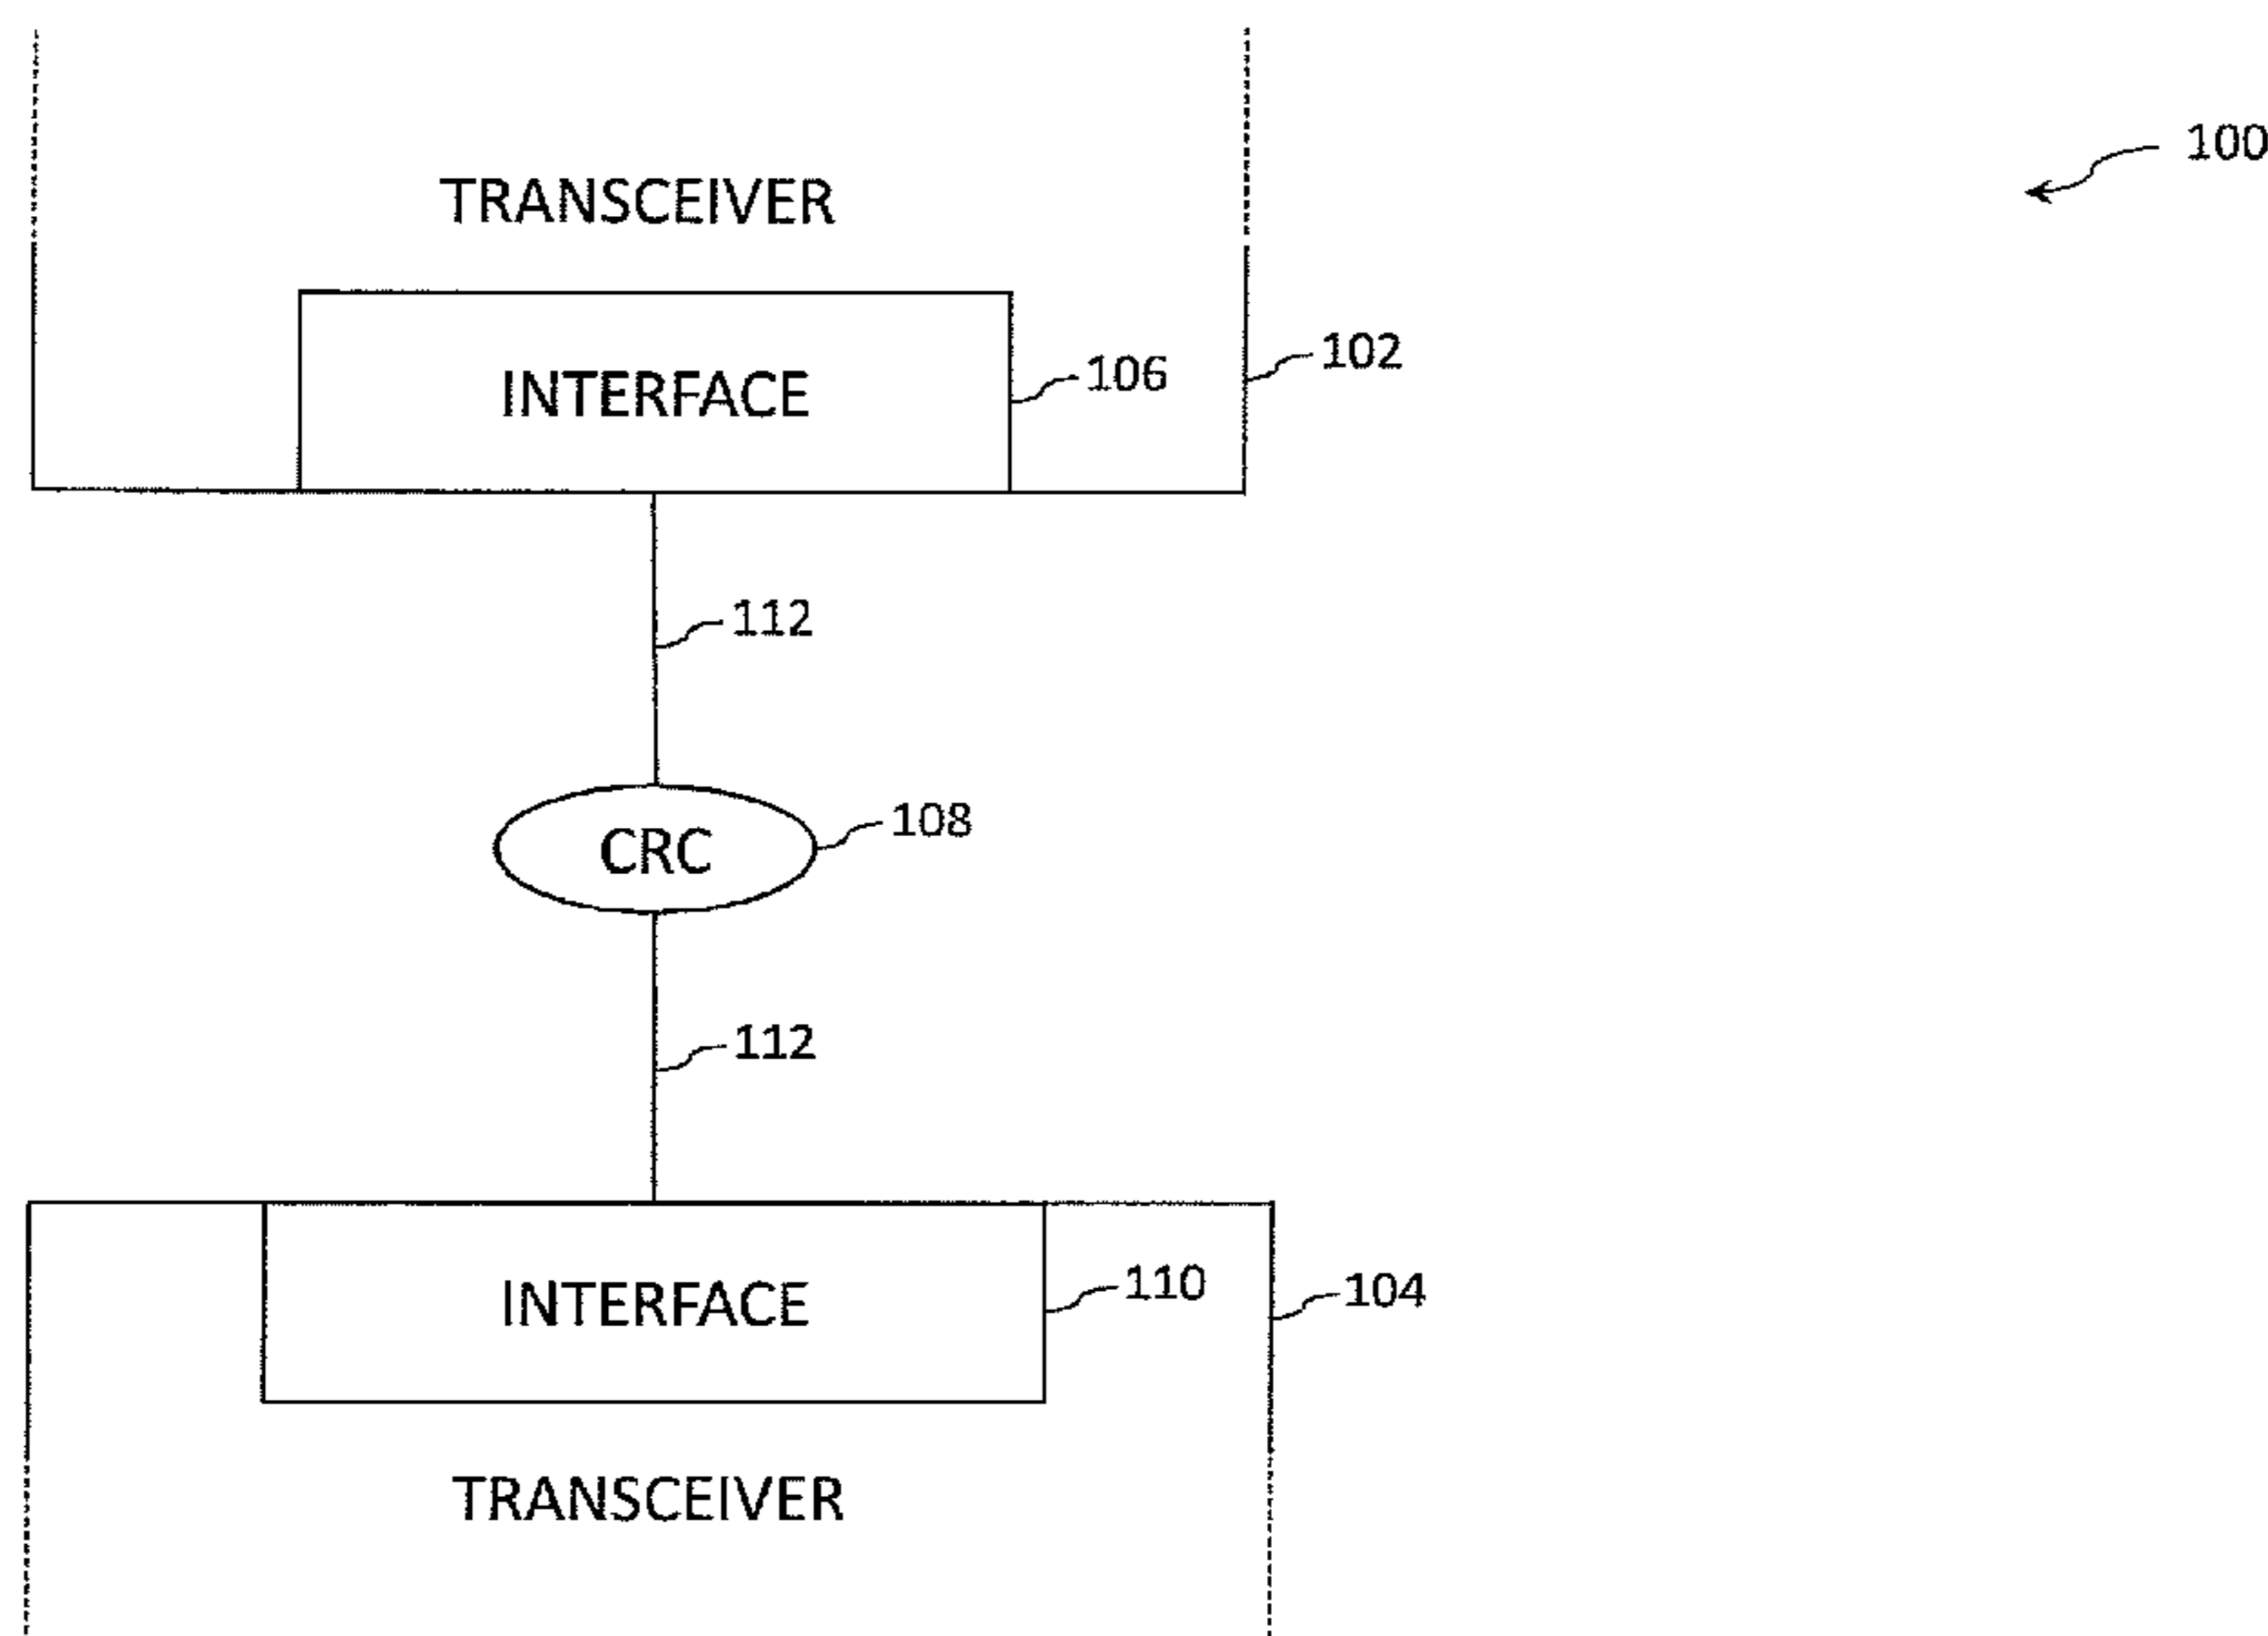 100
TRANSCEIVER
102
106
INTERFACE
112
108
CRC
112
110
104
INTERFACE
TRANSCEIVER